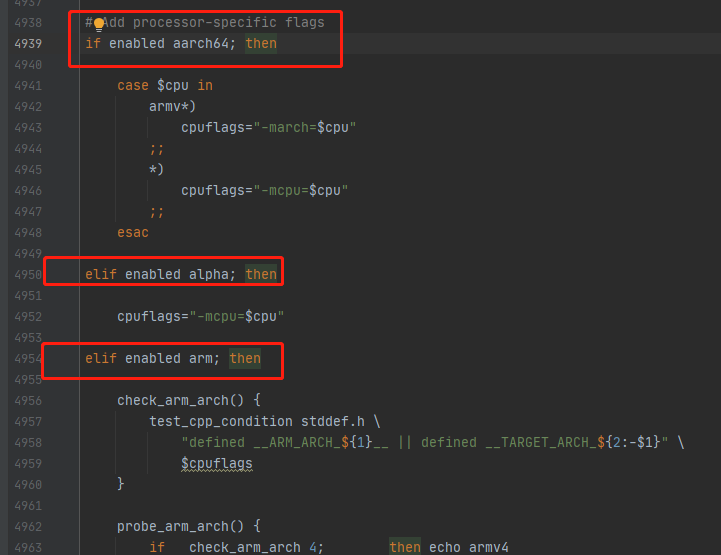 4937
4938 # Add processor-specific flags
4939 if enabled aarch64; then
4940
4941 case $cpu in
4942 armv*)
4943 cpuflags="-march=$cpu"
4944 ;;
4945 *)
4946 cpuflags="-mcpu=$cpu"
4947 ;;
4948 esac
4949
4950 elif enabled alpha; then
4951
4952 cpuflags="-mcpu=$cpu"
4953
4954 elif enabled arm; then
4955
4956 check_arm_arch() {
4957 test_cpp_condition stddef.h \
4958 "defined __ARM_ARCH_${1}__ || defined __TARGET_ARCH_${2:-$1}" \
4959 $cpuflags
4960 }
4961
4962 probe_arm_arch() {
4963 if check_arm_arch 4; then echo armv4